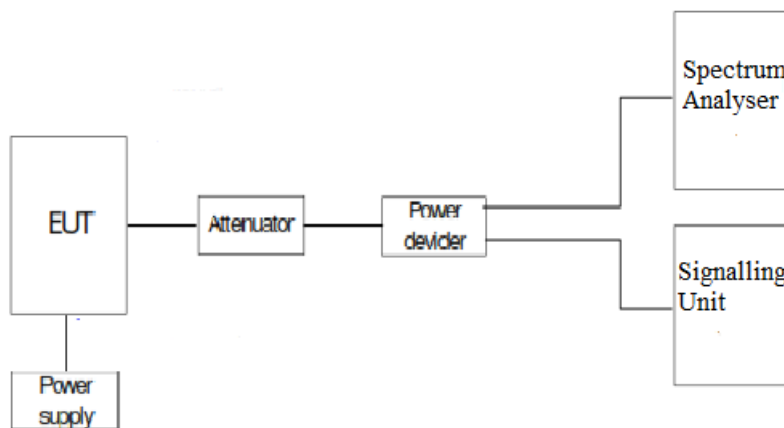 Spectrum
Analyser
EUT
Attenuator
Power
devider
Signalling
Unit
Power
supply